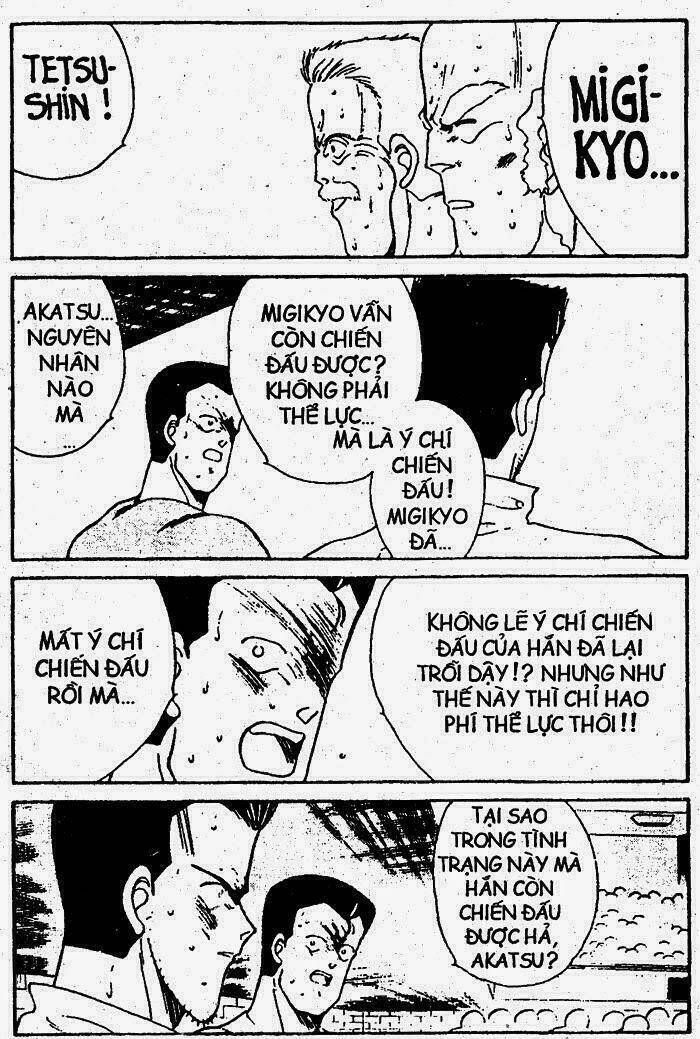 MIGI-
KYO...
TETSU-
SHIN !
MIGIKYO VẪN
CÒN CHIẾN
ĐẤU ĐƯỢC?
KHÔNG PHẢI
THỂ LỰC...
MÀ LÀ Ý CHÍ
CHIẾN
ĐẤU!
MIGIKYO
ĐÃ...
AKATSU...
NGUYÊN
NHÂN
NÀO
MÀ
...
KHÔNG LẼ Ý CHÍ CHIẾN
ĐẤU CỦA HẮN ĐÃ LẠI
TRỖI DẬY!? NHƯNG NHƯ
THẾ NÀY THÌ CHỈ HAO
PHÍ THỂ LỰC THÔI!!
MẤT Ý CHÍ
CHIẾN ĐẤU
RỒI MÀ...
TẠI SAO
TRONG TÌNH
TRẠNG NÀY MÀ
HẮN CÒN
CHIẾN ĐẤU
ĐƯỢC HẢ,
AKATSU?